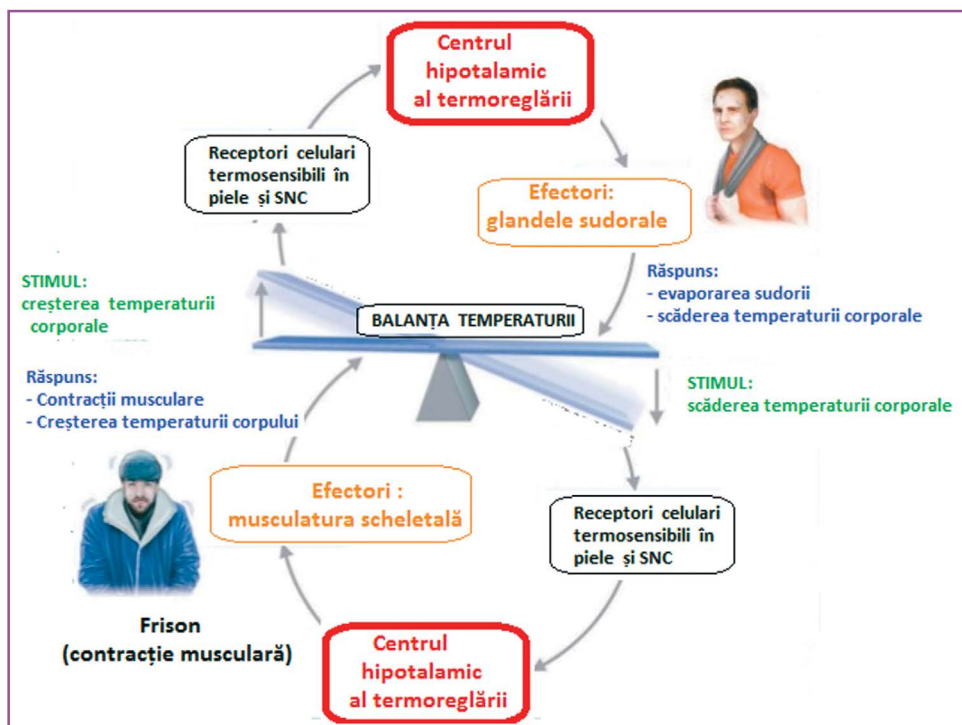 Centrul
hipotalamic
al termoreglării
Receptori celulari
termosensibili în
piele și SNC
Efectori:
glandele sudorale
STIMUL:
creșterea temperaturii
corporale
Răspuns:
- evaporarea sudorii
- scăderea temperaturii corporale
BALANȚA TEMPERATURII
Răspuns:
- Contracții musculare
- Creșterea temperaturii corpului
STIMUL:
scăderea temperaturii corporale
Efectori :
musculatura scheletală
Receptori celulari
termosensibili în
piele și SNC
Frison
(contracție musculară)
Centrul
hipotalamic
al termoreglării